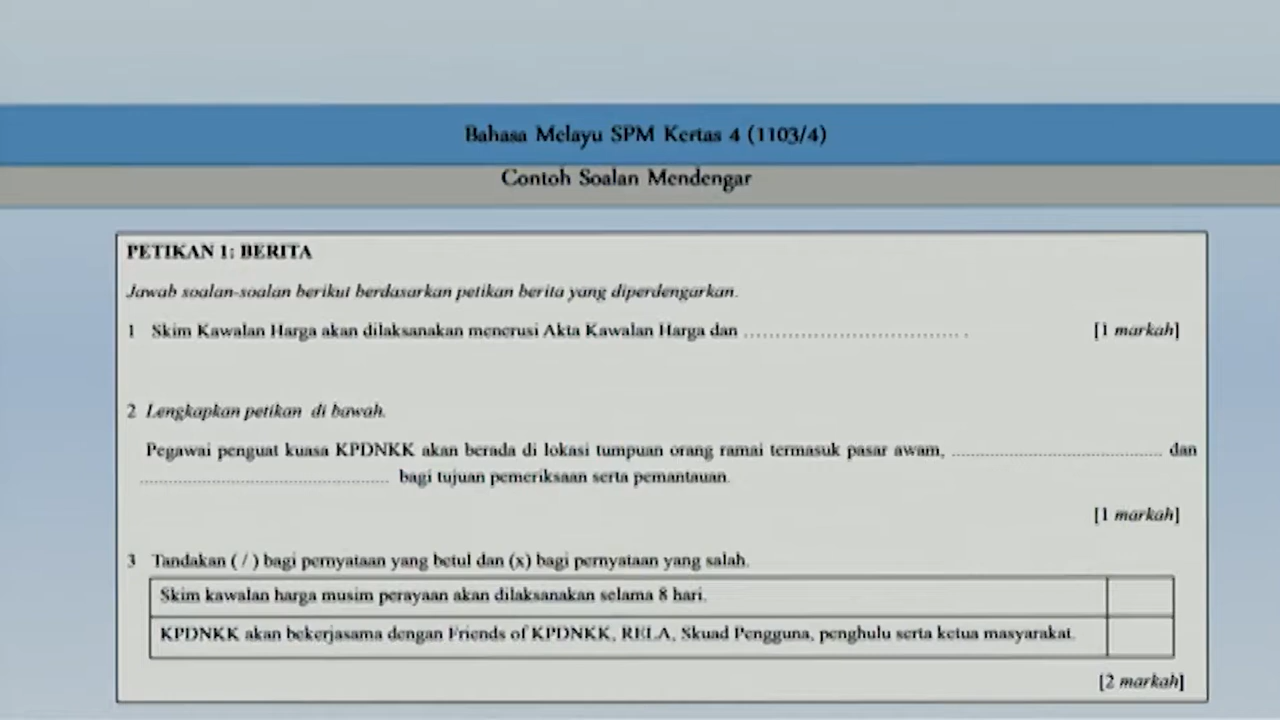 Bahasa Melayu SPM Kertas 4 (1103/4)
Contoh Soalan Mendengar
PETIKAN 1: BERITA
Jawab soalan-soalan berikut berdasarkan petikan berita yang diperdengarkan.
1 Skim Kawalan Harga akan dilaksanakan menerusi Akta Kawalan Harga dan ................................. . [1 markah]
2 Lengkapkan petikan di bawah.
Pegawai penguat kuasa KPDNKK akan berada di lokasi tumpuan orang ramai termasuk pasar awam, .......................................... dan
.................................................. bagi tujuan pemeriksaan serta pemantauan.
[1 markah]
3 Tandakan ( / ) bagi pernyataan yang betul dan (x) bagi pernyataan yang salah.
Skim kawalan harga musim perayaan akan dilaksanakan selama 8 hari.
KPDNKK akan bekerjasama dengan Friends of KPDNKK, RELA, Skuad Pengguna, penghulu serta ketua masyarakat.
[2 markah]